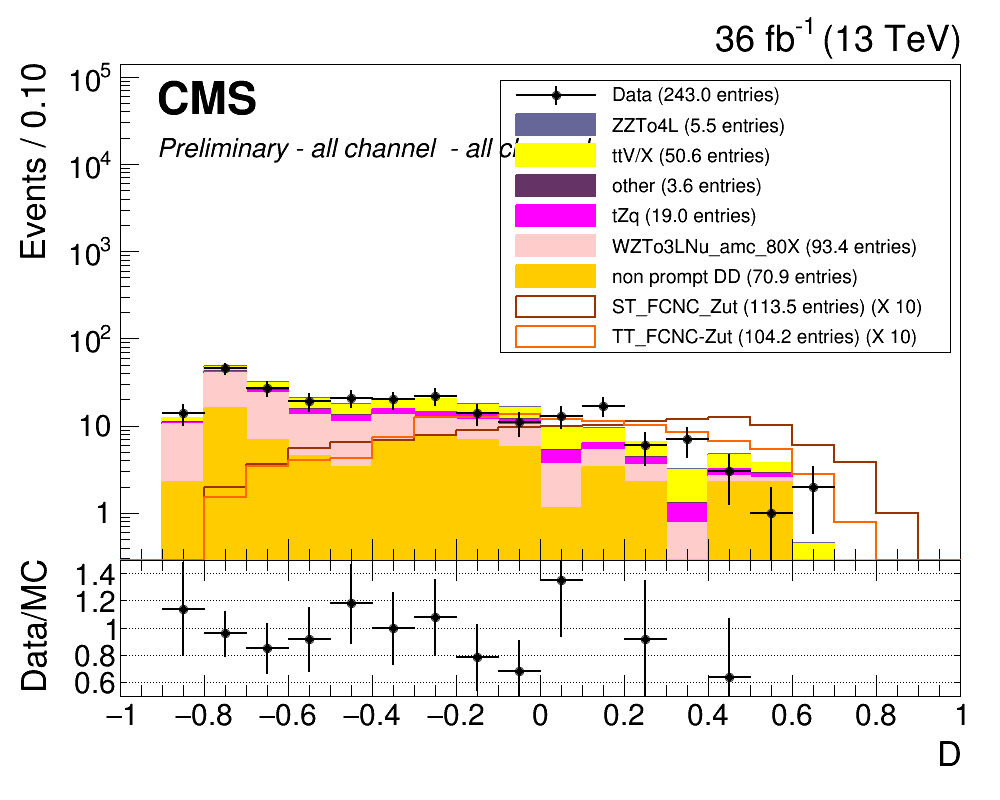 36 fb-1 (13 TeV)
Events / 0.10
10^5
10^4
10^3
10^2
10
1
CMS
Preliminary - all channel - all c
Data (243.0 entries)
ZZTo4L (5.5 entries)
ttV/X (50.6 entries)
other (3.6 entries)
tZq (19.0 entries)
WZTo3LNu_amc_80X (93.4 entries)
non prompt DD (70.9 entries)
ST_FCNC_Zut (113.5 entries) (X 10)
TT_FCNC-Zut (104.2 entries) (X 10)
Data/MC
1.4
1.2
1
0.8
0.6
−1 −0.8 −0.6 −0.4 −0.2 0 0.2 0.4 0.6 0.8 1
D